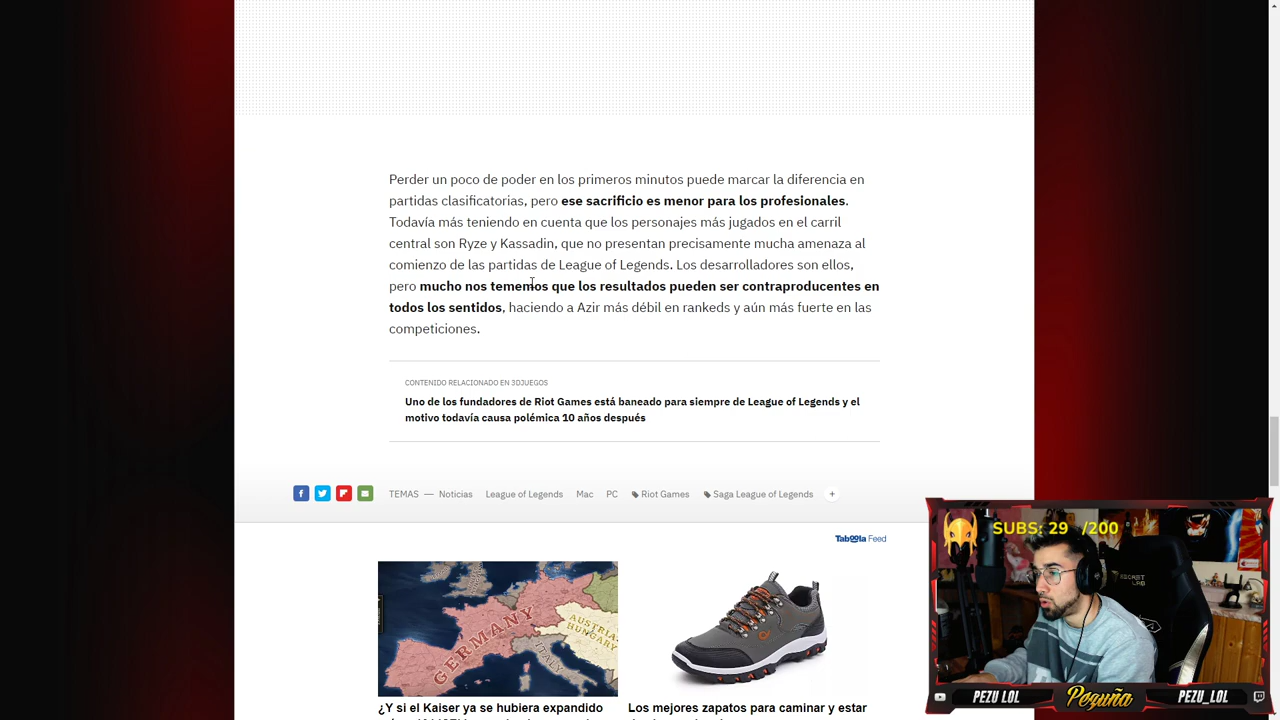 Perder un poco de poder en los primeros minutos puede marcar la diferencia en
partidas clasificatorias, pero ese sacrificio es menor para los profesionales.
Todavía más teniendo en cuenta que los personajes más jugados en el carril
central son Ryze y Kassadin, que no presentan precisamente mucha amenaza al
comienzo de las partidas de League of Legends. Los desarrolladores son ellos,
pero mucho nos tememos que los resultados pueden ser contraproducentes en
todos los sentidos, haciendo a Azir más débil en rankeds y aún más fuerte en las
competiciones.
CONTENIDO RELACIONADO EN 3DJUEGOS
Uno de los fundadores de Riot Games está baneado para siempre de League of Legends y el
motivo todavía causa polémica 10 años después
TEMAS — Noticias League of Legends Mac PC Riot Games Saga League of Legends +
Taboola Feed
SUBS: 29 /200
GERMANY
AUSTRIA-
HUNGARY
ITALY
SECRET LAB
PEZU LOL Pezuña PEZU_LOL
¿Y si el Kaiser ya se hubiera expandido
Los mejores zapatos para caminar y estar